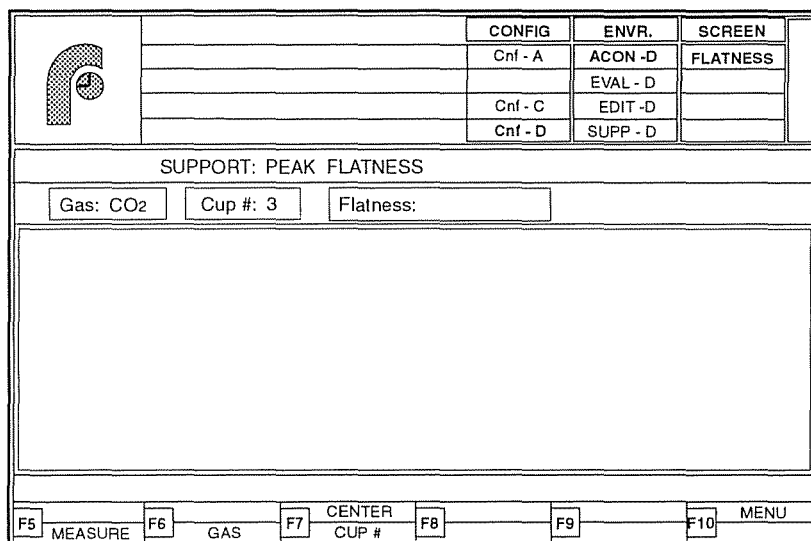 CONFIG ENVR. SCREEN
Cnf - A ACON -D FLATNESS
EVAL - D
Cnf - C EDIT -D
Cnf - D SUPP - D
SUPPORT: PEAK FLATNESS
Gas: CO2 Cup #: 3 Flatness:
F5 MEASURE F6 GAS F7 CENTER CUP # F8 F9 F10 MENU